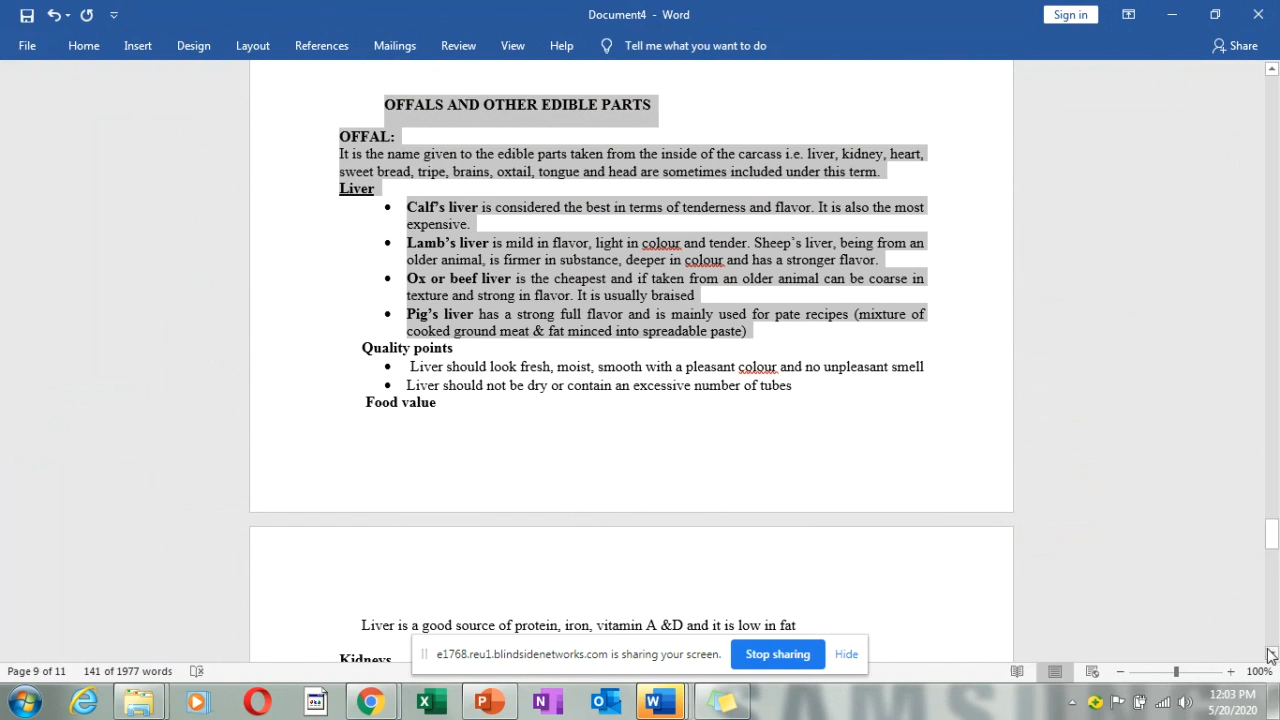 Document4 - Word
Sign in
File Home Insert Design Layout References Mailings Review View Help Tell me what you want to do Share
OFFALS AND OTHER EDIBLE PARTS
OFFAL:
It is the name given to the edible parts taken from the inside of the carcass i.e. liver, kidney, heart,
sweet bread, tripe, brains, oxtail, tongue and head are sometimes included under this term.
Liver
• Calf’s liver is considered the best in terms of tenderness and flavor. It is also the most
expensive.
• Lamb’s liver is mild in flavor, light in colour and tender. Sheep’s liver, being from an
older animal, is firmer in substance, deeper in colour and has a stronger flavor.
• Ox or beef liver is the cheapest and if taken from an older animal can be coarse in
texture and strong in flavor. It is usually braised
• Pig’s liver has a strong full flavor and is mainly used for pate recipes (mixture of
cooked ground meat & fat minced into spreadable paste)
Quality points
• Liver should look fresh, moist, smooth with a pleasant colour and no unpleasant smell
• Liver should not be dry or contain an excessive number of tubes
Food value
Liver is a good source of protein, iron, vitamin A &D and it is low in fat
Kidneys
e1768.reu1.blindsidenetworks.com is sharing your screen. Stop sharing Hide
Page 9 of 11 141 of 1977 words 100%
12:03 PM
5/20/2020